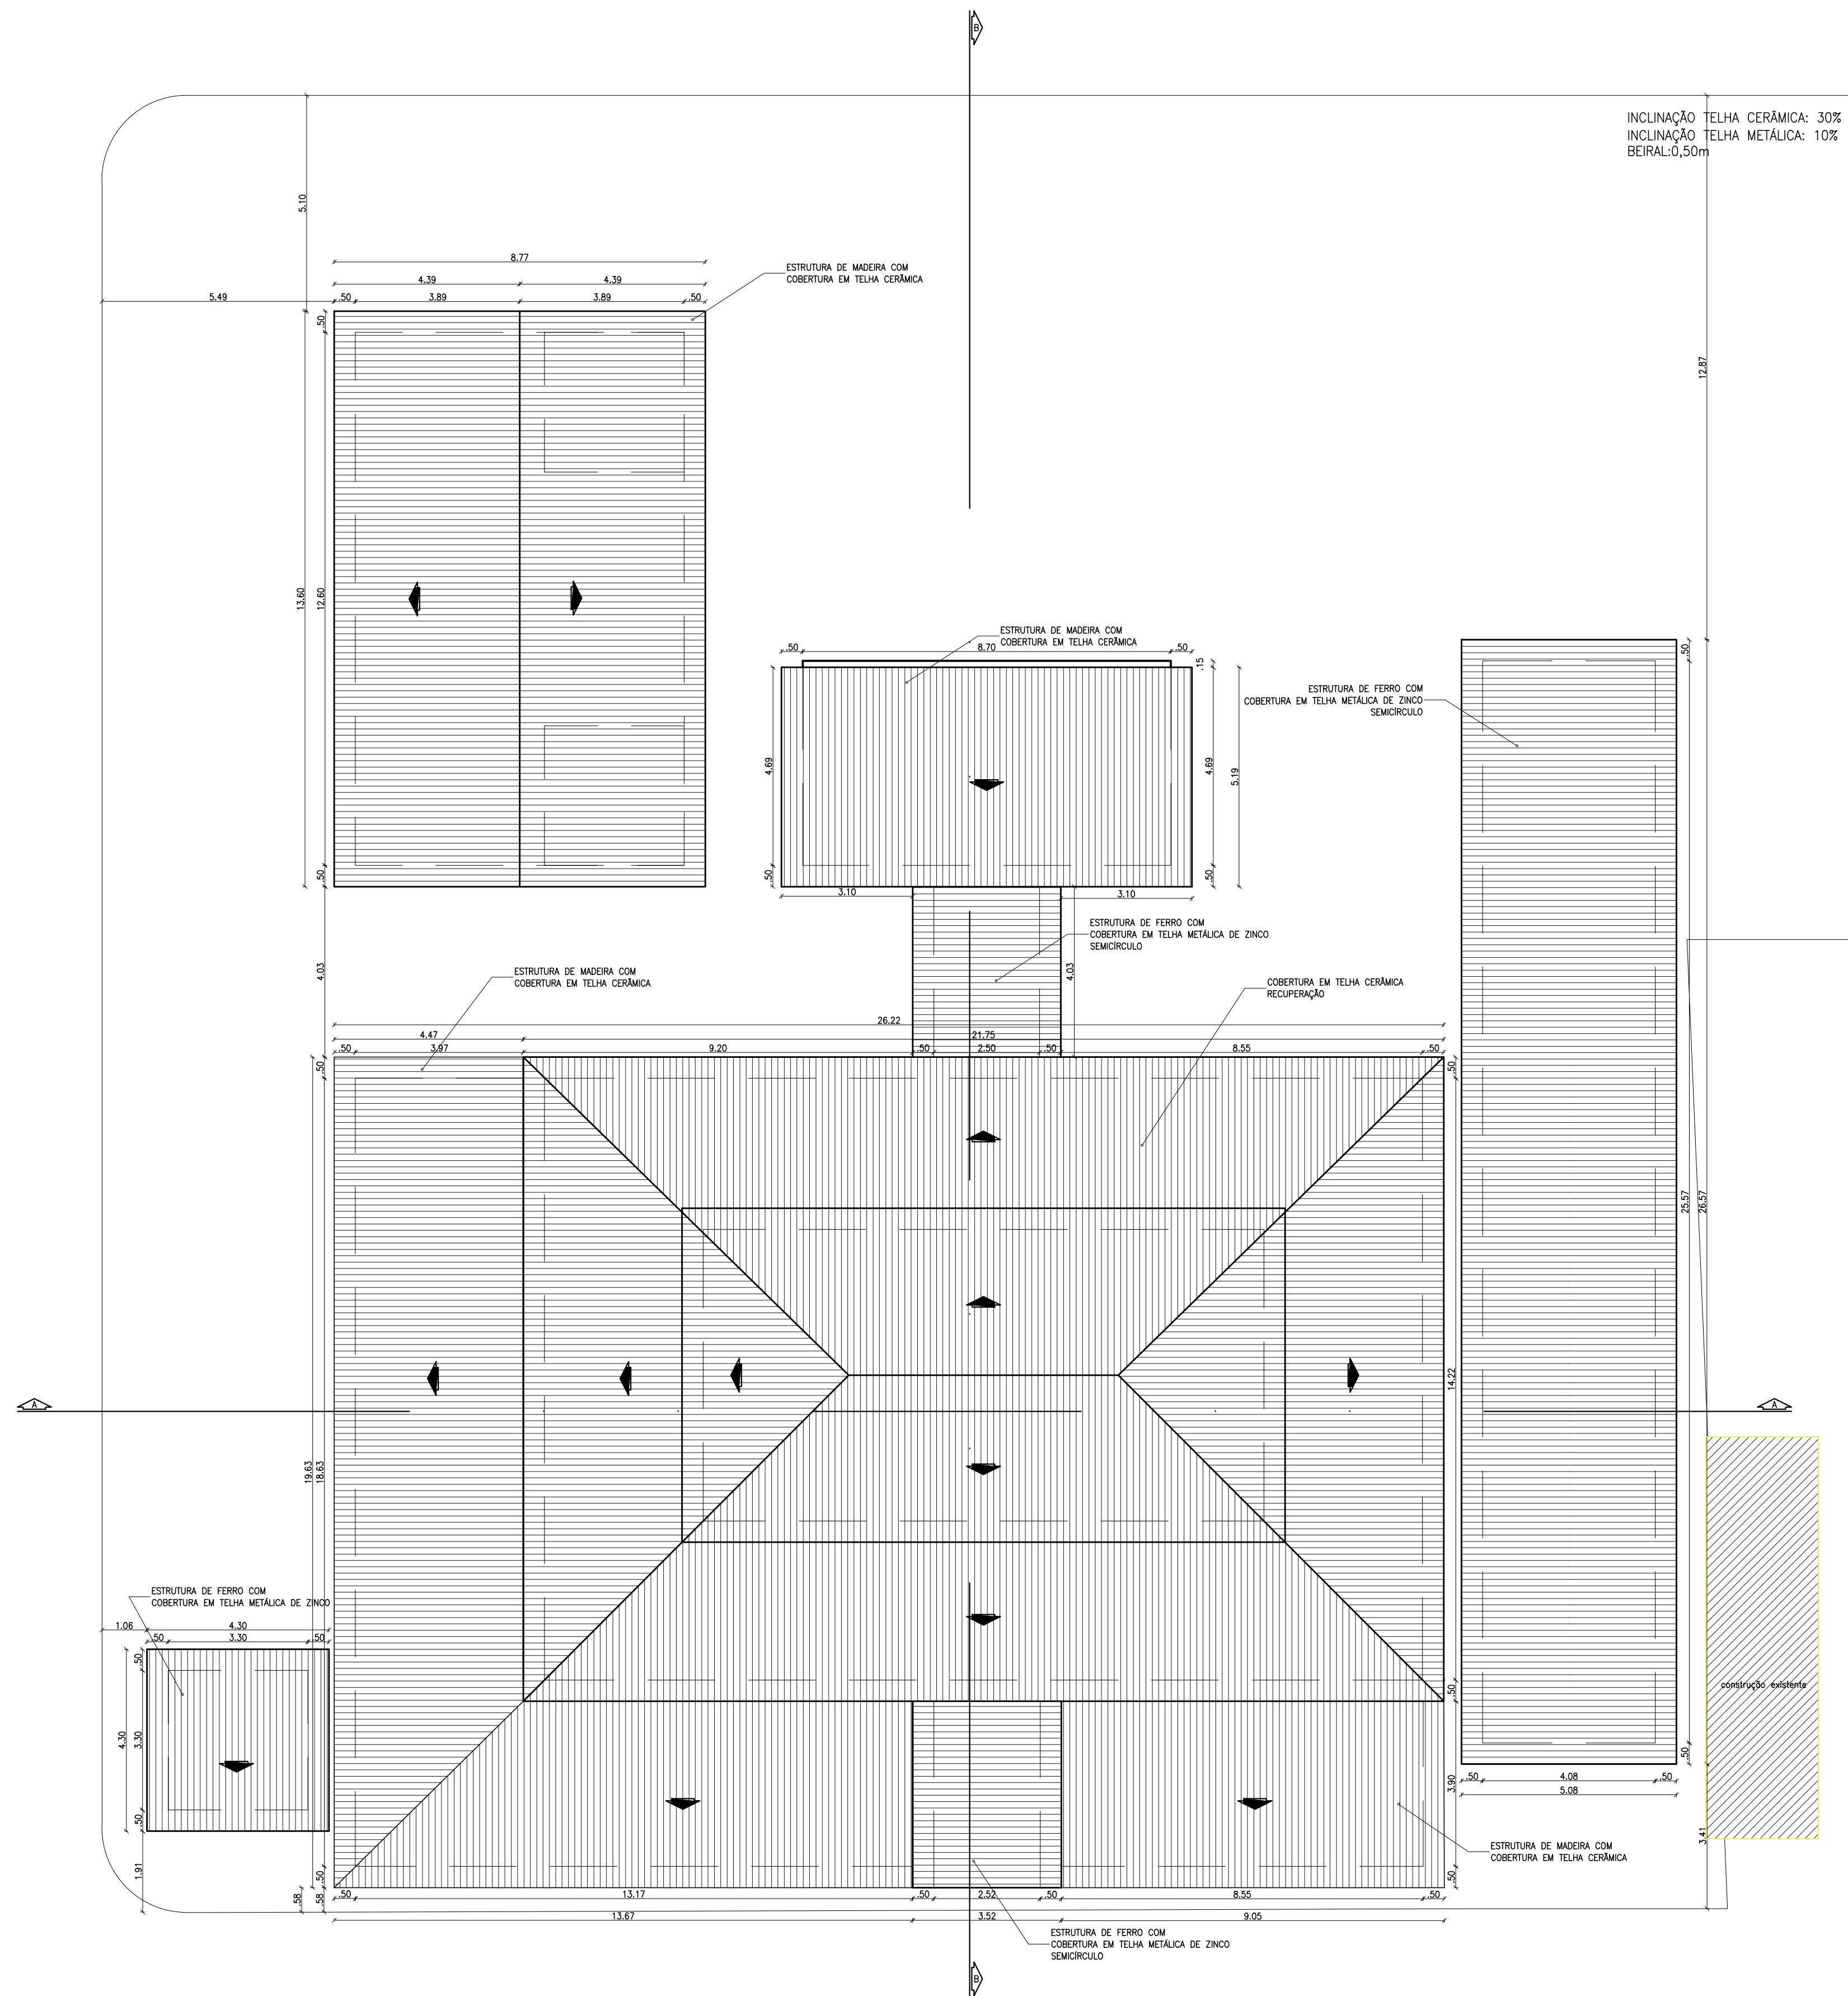 B
INCLINAÇÃO TELHA CERÂMICA: 30%
INCLINAÇÃO TELHA METÁLICA: 10%
BEIRAL:0,50m
5.10
8.77
ESTRUTURA DE MADEIRA COM
COBERTURA EM TELHA CERÂMICA
4.39
4.39
5.49
.50
3.89
3.89
.50
.50
12.87
13.60
12.60
ESTRUTURA DE MADEIRA COM
COBERTURA EM TELHA CERÂMICA
.50
8.70
.50
.15
.50
ESTRUTURA DE FERRO COM
COBERTURA EM TELHA METÁLICA DE ZINCO
SEMICÍRCULO
4.69
4.69
5.19
.50
.50
.50
3.10
3.10
ESTRUTURA DE FERRO COM
COBERTURA EM TELHA METÁLICA DE ZINCO
SEMICÍRCULO
4.03
4.03
ESTRUTURA DE MADEIRA COM
COBERTURA EM TELHA CERÂMICA
COBERTURA EM TELHA CERÂMICA
RECUPERAÇÃO
26.22
4.47
21.75
.50
3.97
9.20
.50
2.50
.50
8.55
.50
.50
.50
25.57
26.57
14.22
A
A
19.63
18.63
ESTRUTURA DE FERRO COM
COBERTURA EM TELHA METÁLICA DE ZINCO
1.06
4.30
.50
3.30
.50
.50
4.30
3.30
.50
1.91
.50
construção existente
.50
3.90
.50
4.08
.50
5.08
3.41
ESTRUTURA DE MADEIRA COM
COBERTURA EM TELHA CERÂMICA
.50
.50
.58
.58
.50
13.17
.50
2.52
.50
8.55
.50
13.67
3.52
9.05
ESTRUTURA DE FERRO COM
COBERTURA EM TELHA METÁLICA DE ZINCO
SEMICÍRCULO
B